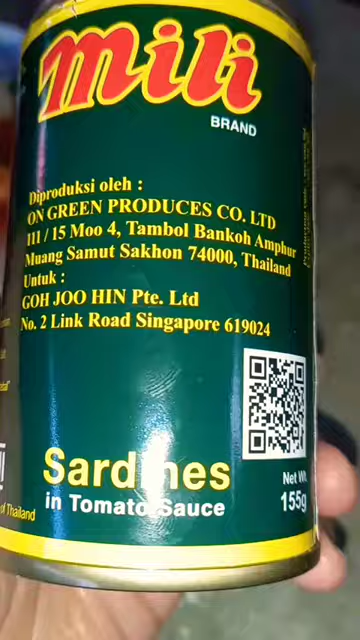 mili
BRAND
Diproduksi oleh :
ON GREEN PRODUCES CO. LTD
111 / 15 Moo 4, Tambol Bankoh Amphur
Muang Samut Sakhon 74000, Thailand
Untuk :
GOH JOO HIN Pte. Ltd
No. 2 Link Road Singapore 619024
Sardines
in Tomato Sauce
Net Wt
155g
of Thailand